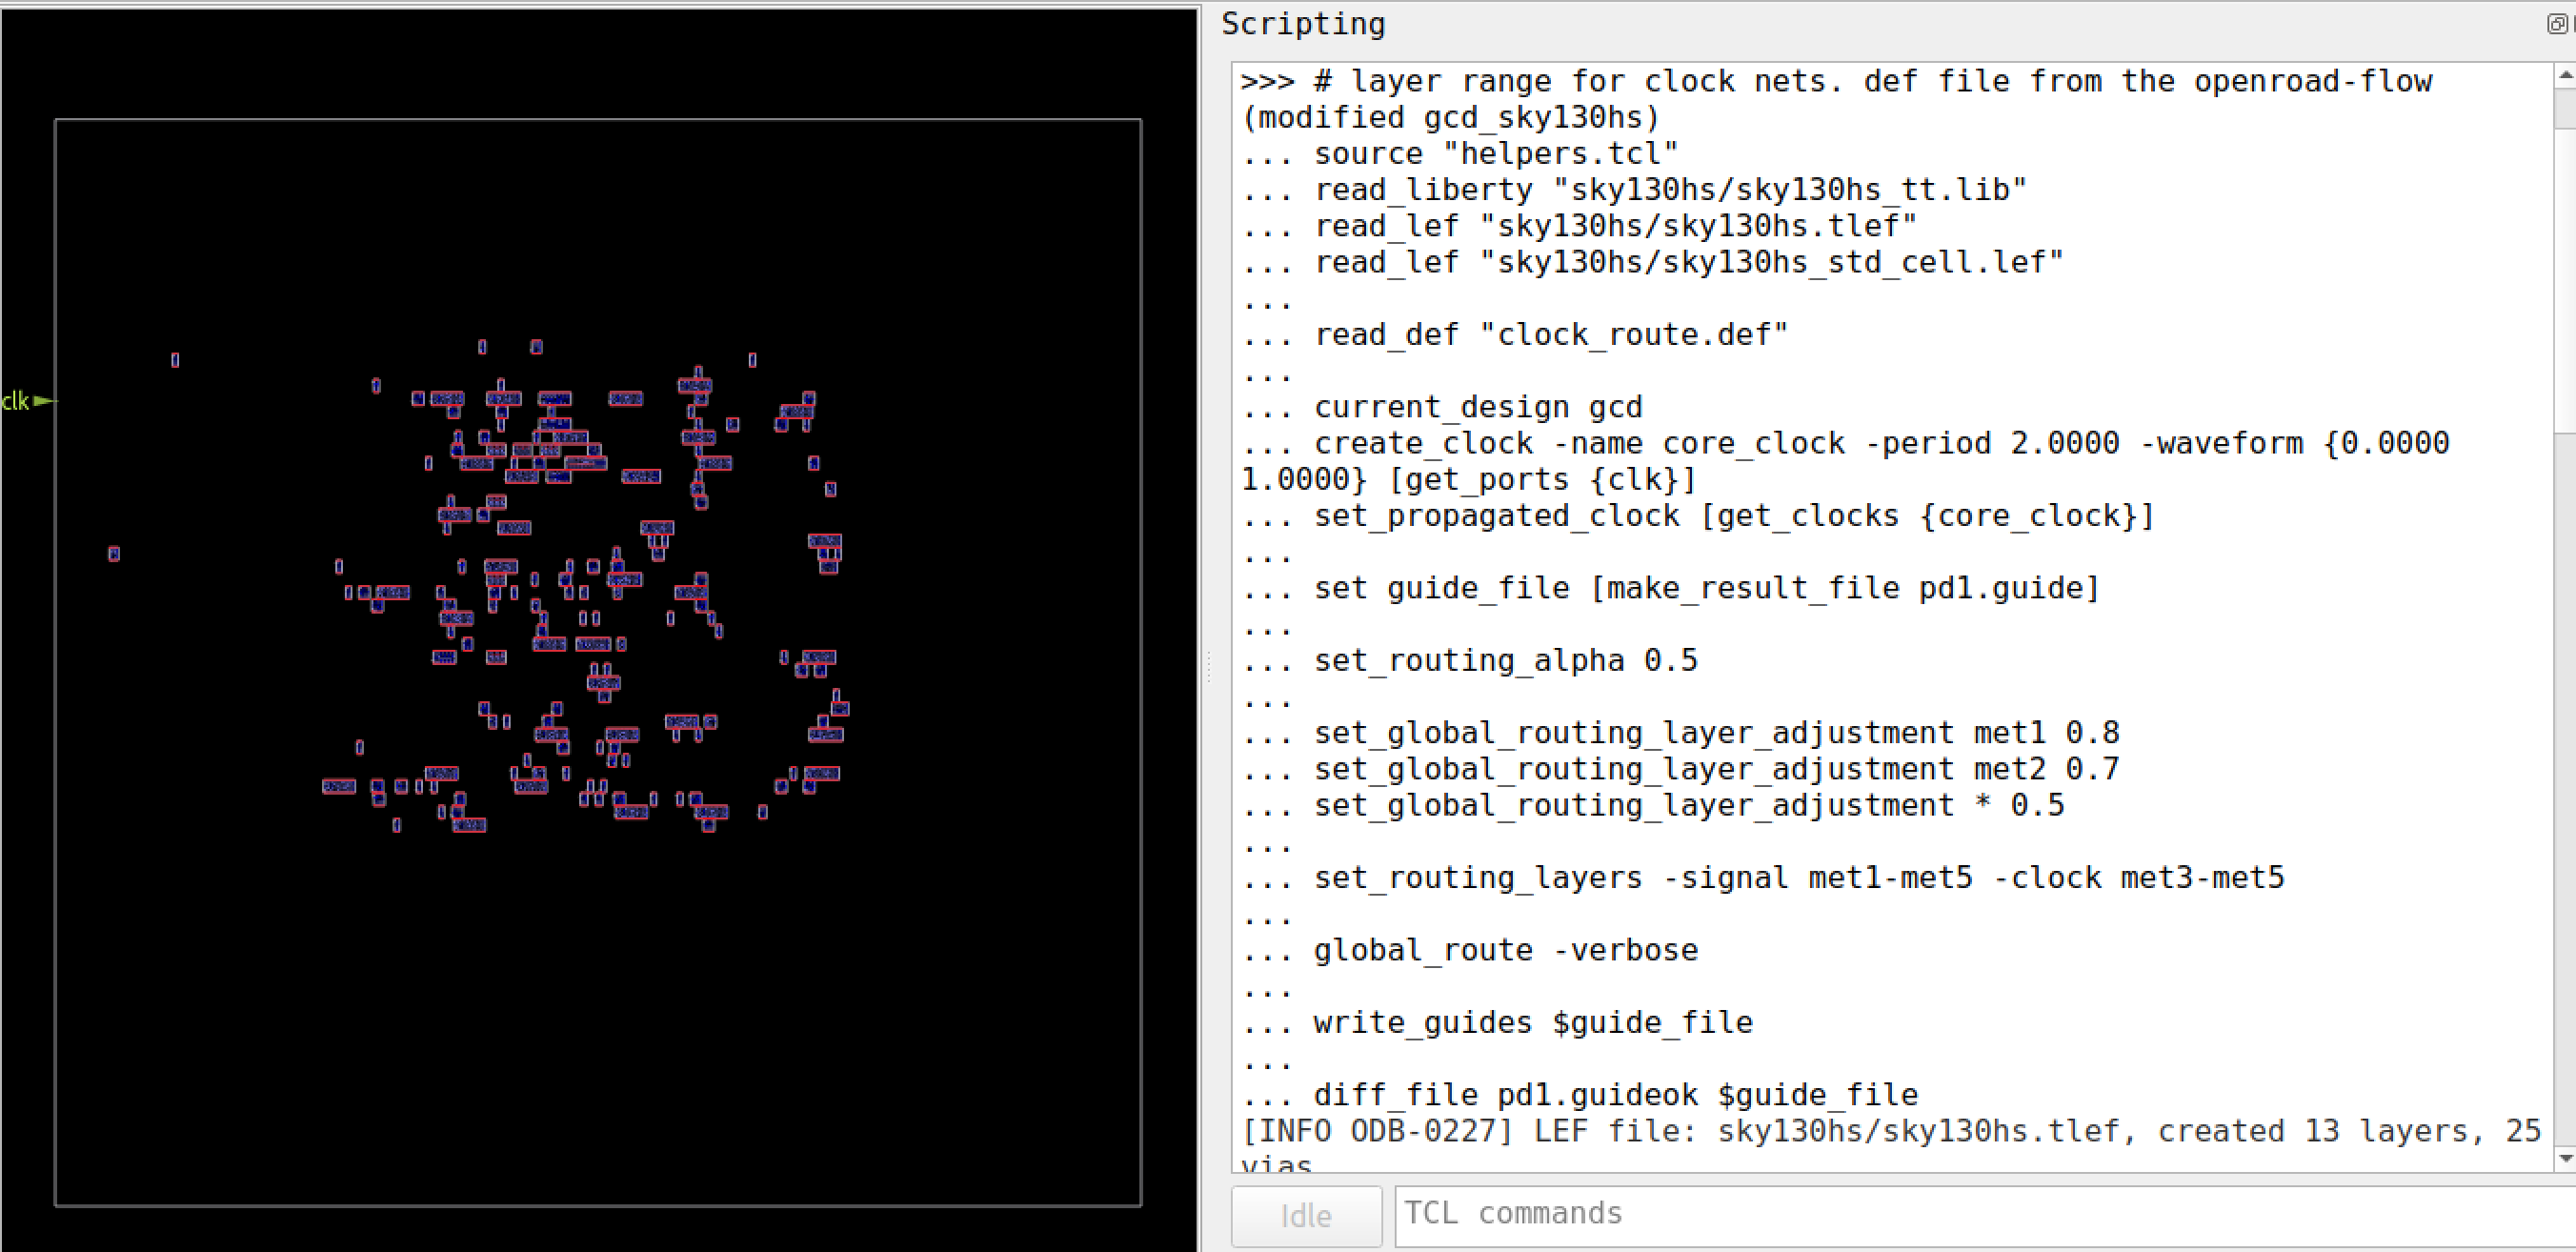 Scripting
clk
>>> # layer range for clock nets. def file from the openroad-flow
(modified gcd_sky130hs)
... source "helpers.tcl"
... read_liberty "sky130hs/sky130hs_tt.lib"
... read_lef "sky130hs/sky130hs.tlef"
... read_lef "sky130hs/sky130hs_std_cell.lef"
...
... read_def "clock_route.def"
...
... current_design gcd
... create_clock -name core_clock -period 2.0000 -waveform {0.0000
1.0000} [get_ports {clk}]
... set_propagated_clock [get_clocks {core_clock}]
...
... set guide_file [make_result_file pd1.guide]
...
... set_routing_alpha 0.5
...
... set_global_routing_layer_adjustment met1 0.8
... set_global_routing_layer_adjustment met2 0.7
... set_global_routing_layer_adjustment * 0.5
...
... set_routing_layers -signal met1-met5 -clock met3-met5
...
... global_route -verbose
...
... write_guides $guide_file
...
... diff_file pd1.guideok $guide_file
[INFO ODB-0227] LEF file: sky130hs/sky130hs.tlef, created 13 layers, 25
vias
Idle
TCL commands